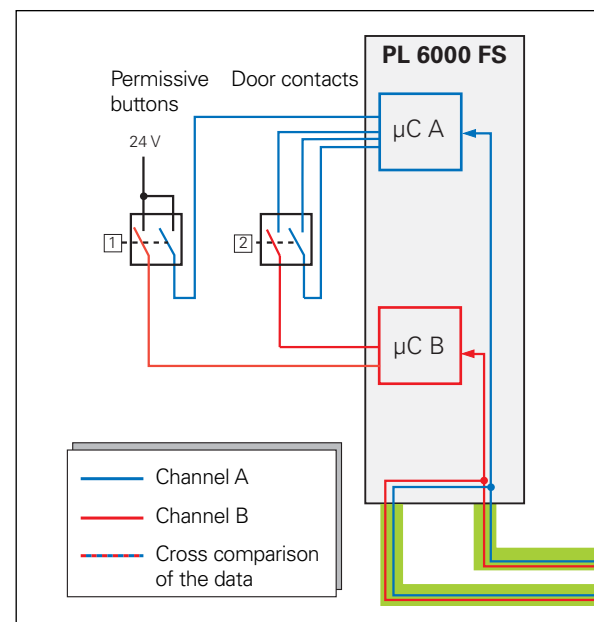 PL 6000 FS
Permissive
buttons
Door contacts
24 V
µC A
1
2
µC B
Channel A
Channel B
Cross comparison
of the data